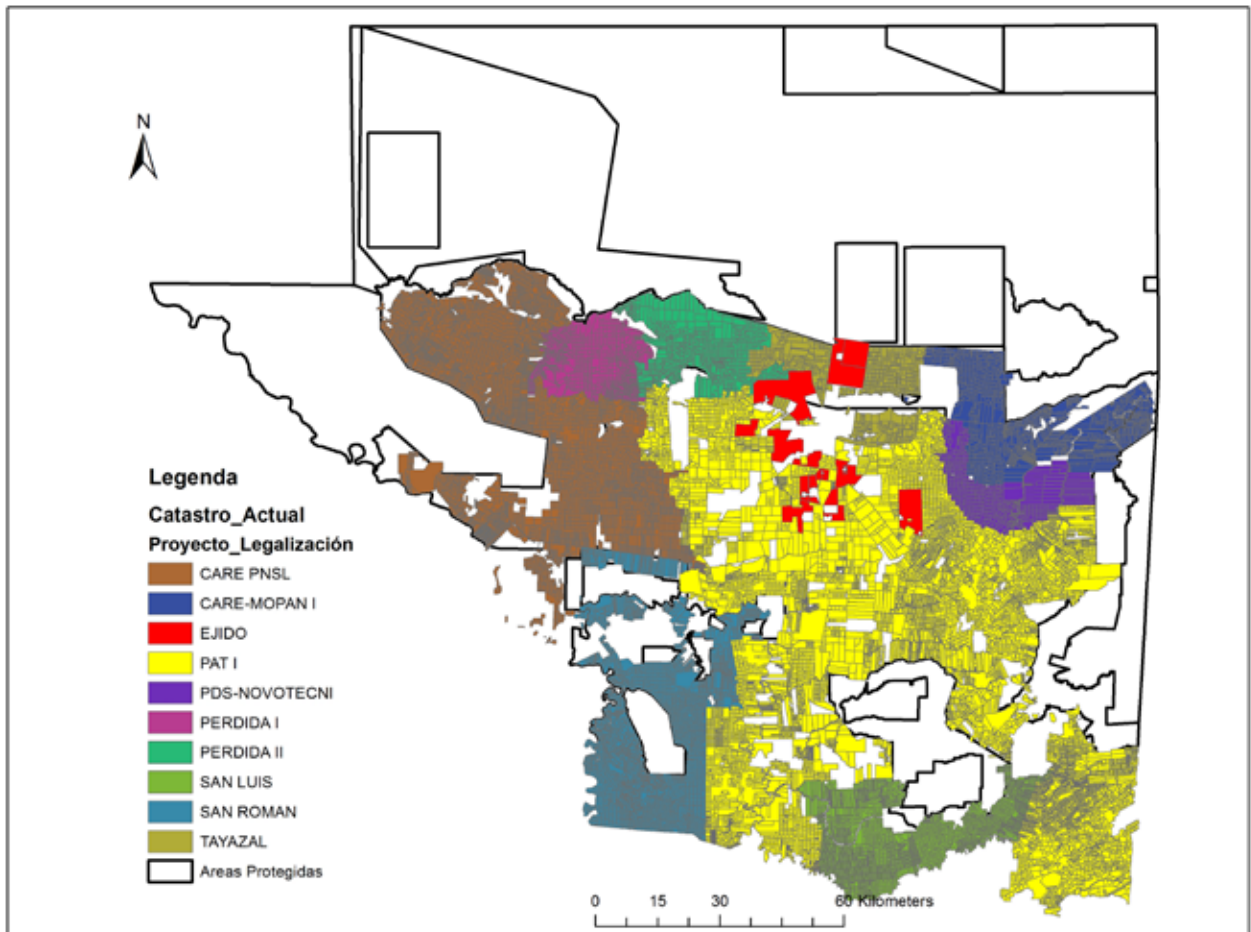 N
Legenda
Catastro_Actual
Proyecto_Legalización
CARE PNSL
CARE-MOPAN I
EJIDO
PAT I
PDS-NOVOTECNI
PERDIDA I
PERDIDA II
SAN LUIS
SAN ROMAN
TAYAZAL
Areas Protegidas
0 15 30 60 Kilometers